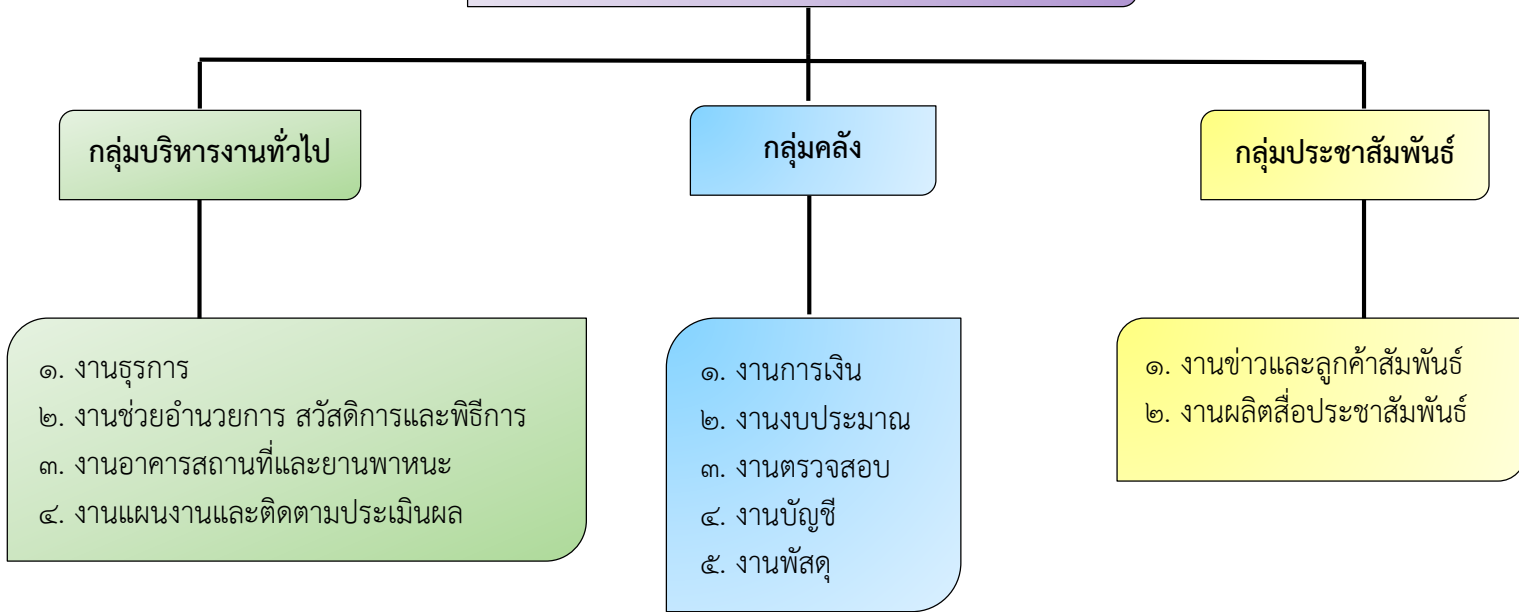 กลุ่มบริหารงานทั่วไป
๑. งานธุรการ
๒. งานช่วยอำนวยการ สวัสดิการและพิธีการ
๓. งานอาคารสถานที่และยานพาหนะ
๔. งานแผนงานและติดตามประเมินผล
กลุ่มคลัง
๑. งานการเงิน
๒. งานงบประมาณ
๓. งานตรวจสอบ
๔. งานบัญชี
๕. งานพัสดุ
กลุ่มประชาสัมพันธ์
๑. งานข่าวและลูกค้าสัมพันธ์
๒. งานผลิตสื่อประชาสัมพันธ์